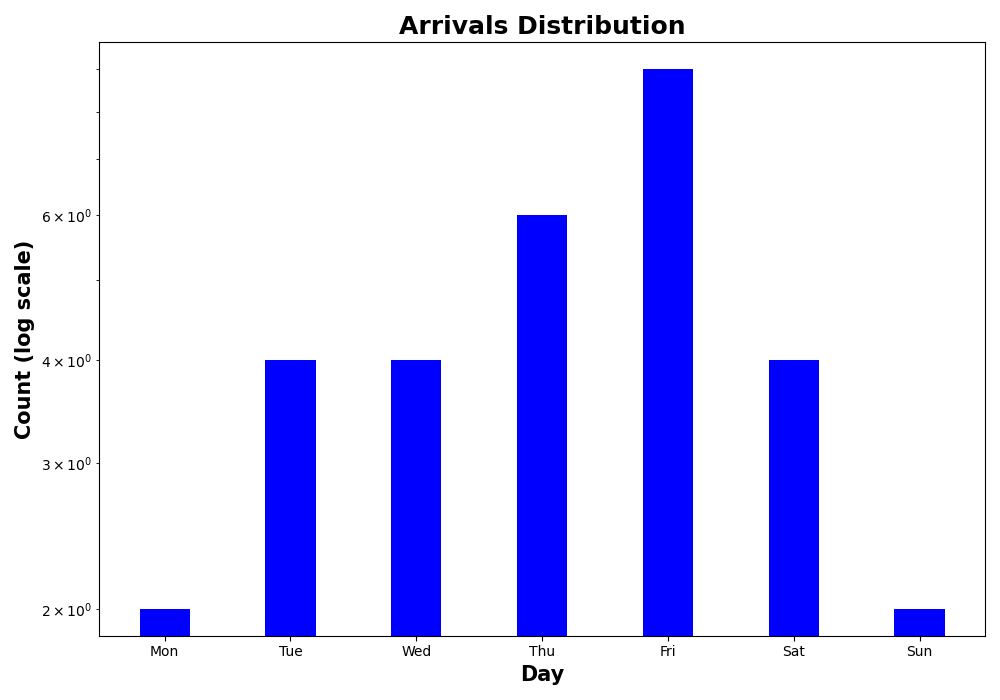 Arrivals Distribution
6 × 10⁰
4 × 10⁰
3 × 10⁰
2 × 10⁰
Count (log scale)
Mon Tue Wed Thu Fri Sat Sun
Day